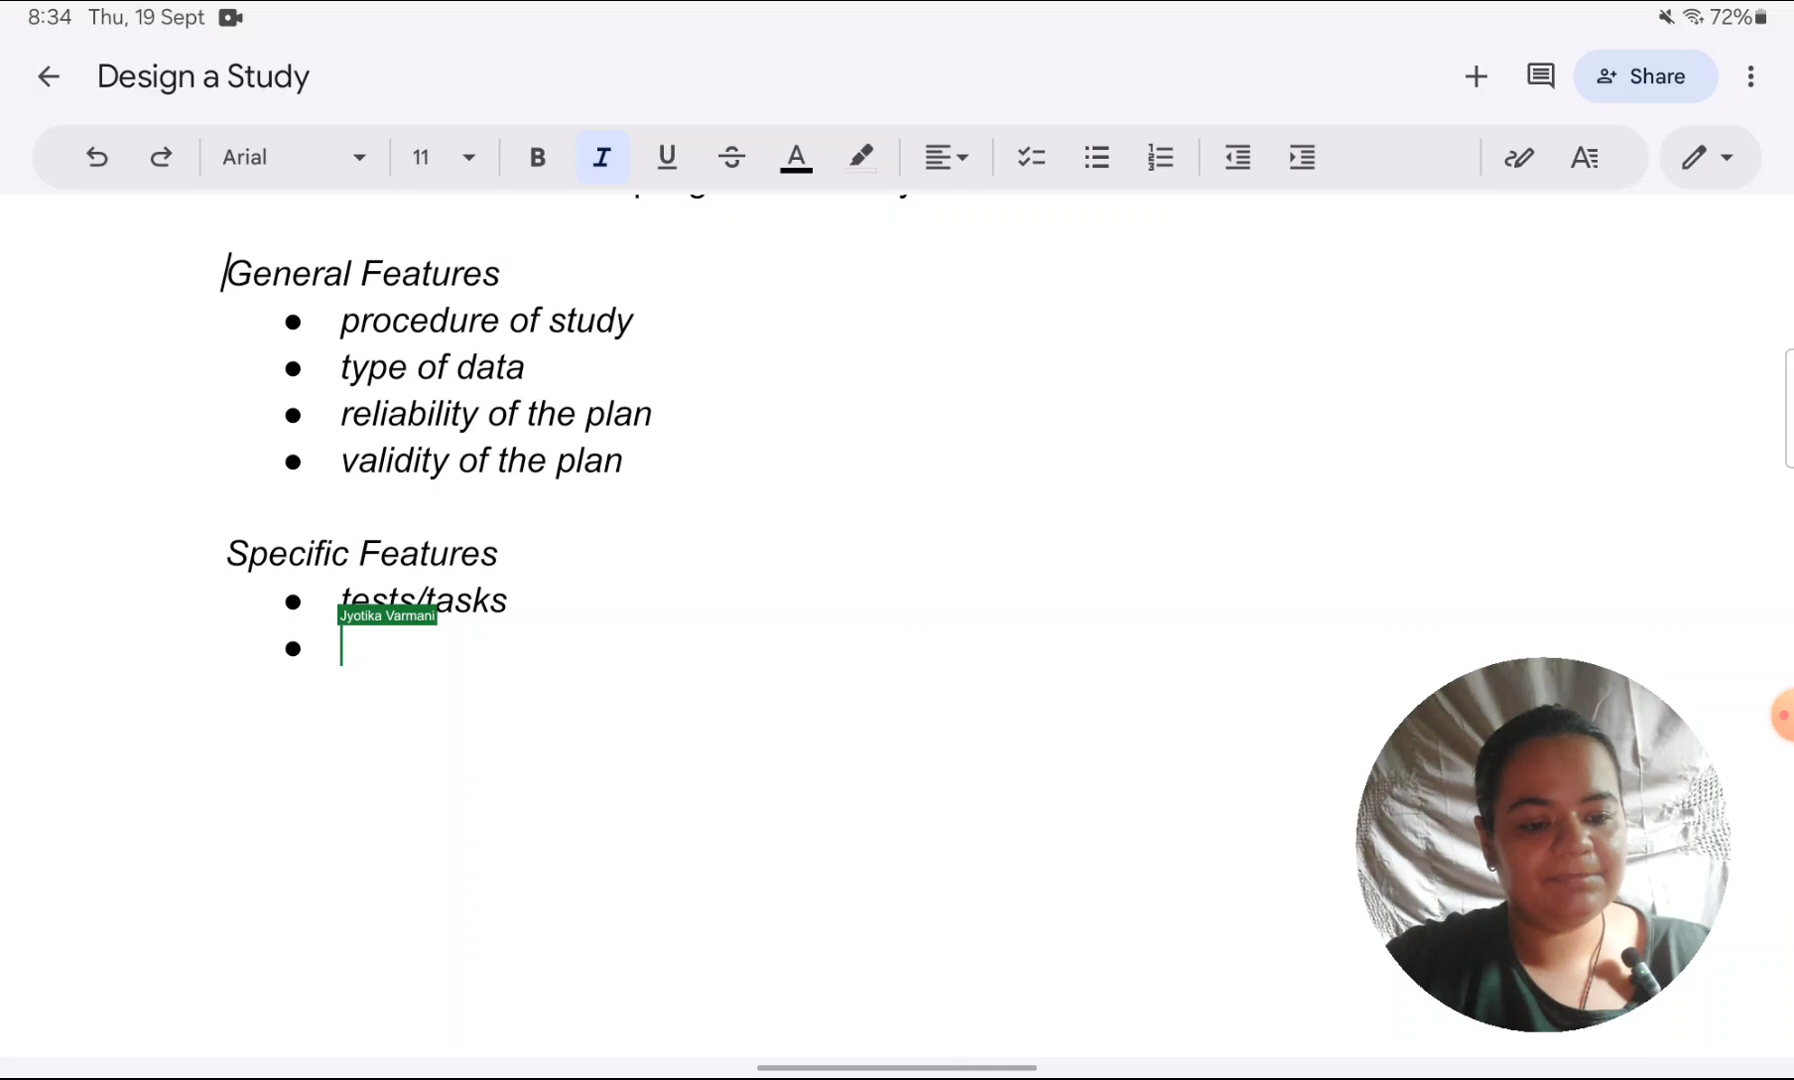 8:34 Thu, 19 Sept 72%
Design a Study
Share
Arial 11 B I U A
General Features
● procedure of study
● type of data
● reliability of the plan
● validity of the plan
Specific Features
● tests/tasks
Jyotika Varmani
●